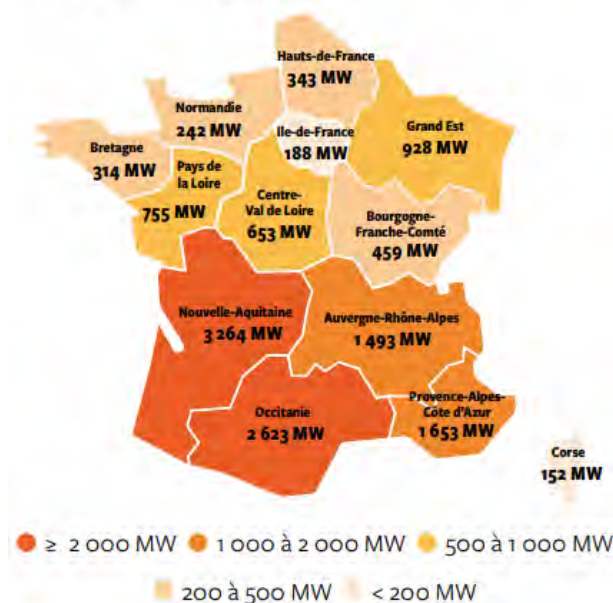 Hauts-de-France
343 MW
Normandie
242 MW
Ile-de-France
188 MW
Grand Est
928 MW
Bretagne
314 MW
Pays de
la Loire
755 MW
Centre-
Val de Loire
653 MW
Bourgogne-
Franche-Comté
459 MW
Nouvelle-Aquitaine
3 264 MW
Auvergne-Rhône-Alpes
1 493 MW
Occitanie
2 623 MW
Provence-Alpes-
Côte d'Azur
1 653 MW
Corse
152 MW
≥ 2 000 MW 1 000 à 2 000 MW 500 à 1 000 MW
200 à 500 MW < 200 MW